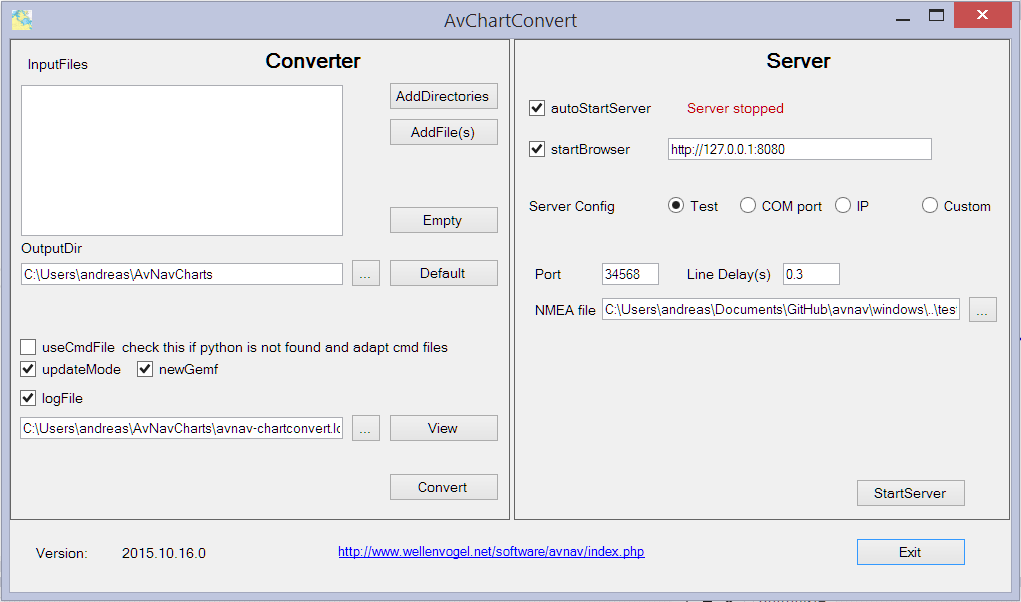 AvChartConvert
Converter
InputFiles
AddDirectories
AddFile(s)
Empty
OutputDir
C:\Users\andreas\AvNavCharts
...
Default
useCmdFile check this if python is not found and adapt cmd files
updateMode newGemf
logFile
C:\Users\andreas\AvNavCharts\avnav-chartconvert.lo
...
View
Convert
Server
autoStartServer Server stopped
startBrowser http://127.0.0.1:8080
Server Config Test COM port IP Custom
Port 34568 Line Delay(s) 0.3
NMEA file C:\Users\andreas\Documents\GitHub\avnav\windows\..\tes
...
StartServer
Version: 2015.10.16.0 http://www.wellenvogel.net/software/avnav/index.php Exit